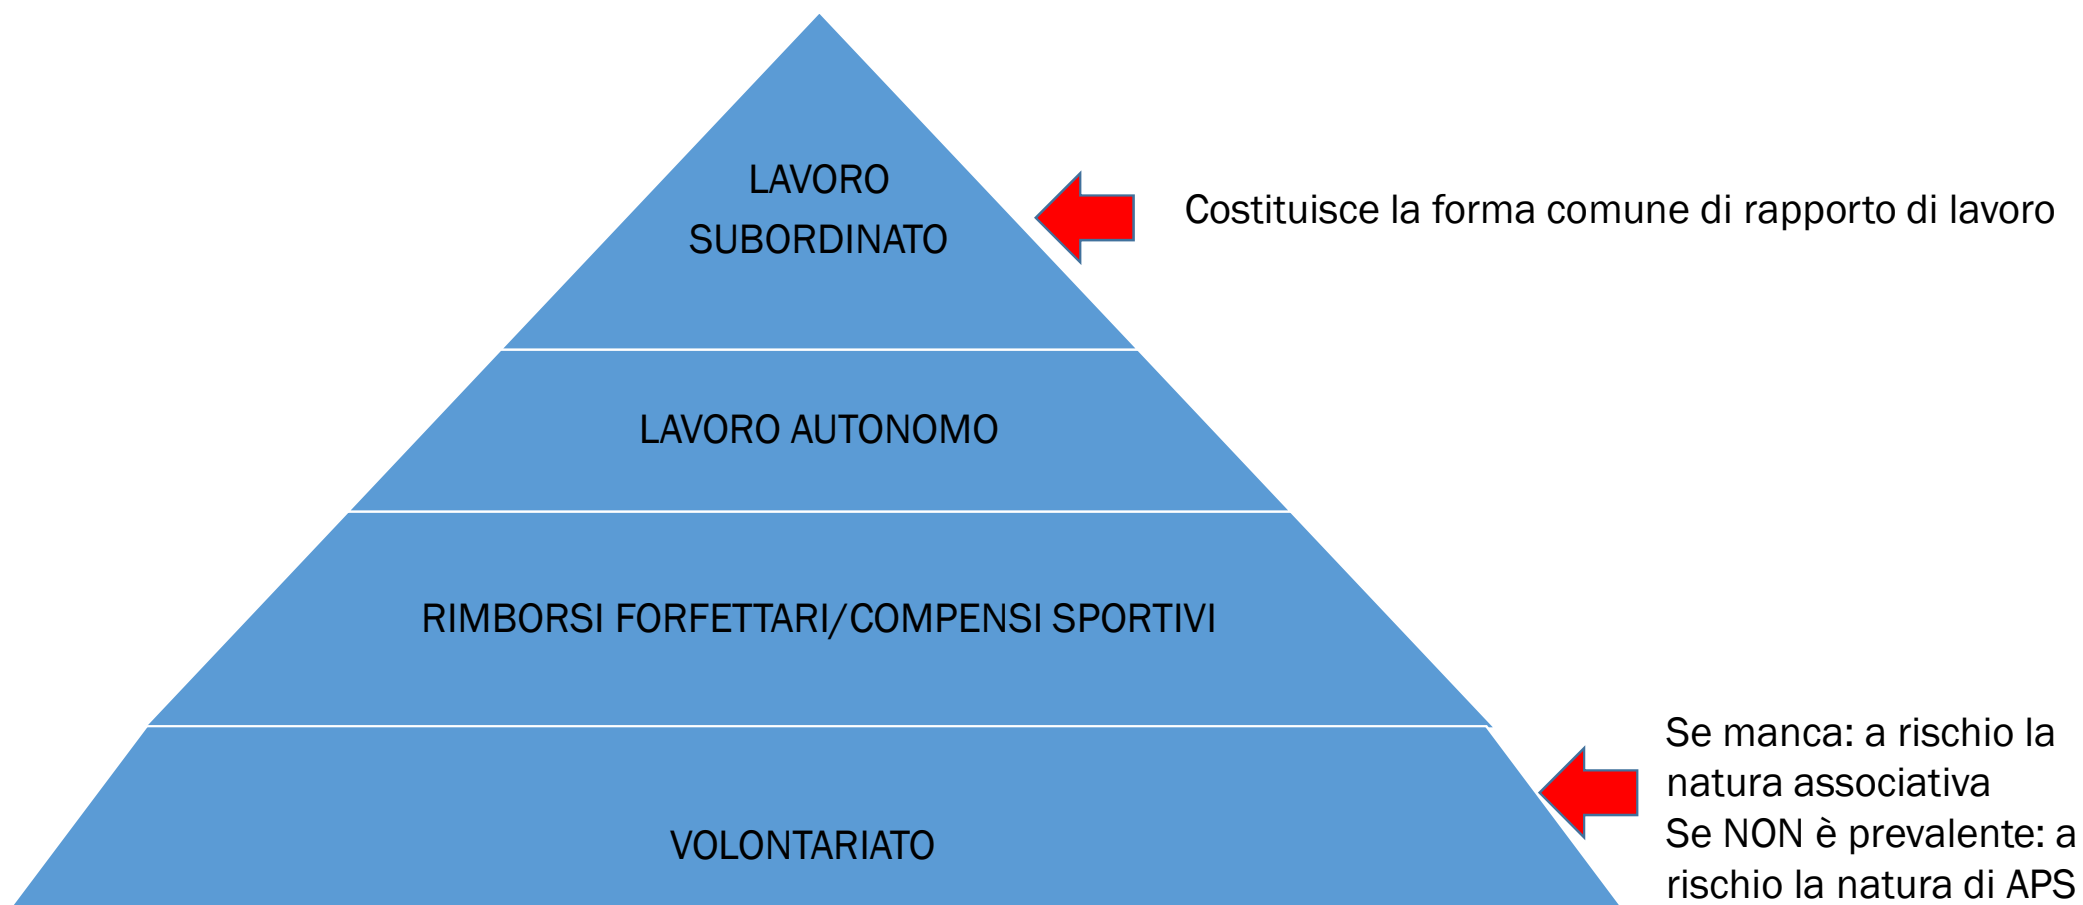 LAVORO
SUBORDINATO
Costituisce la forma comune di rapporto di lavoro
LAVORO AUTONOMO
RIMBORSI FORFETTARI/COMPENSI SPORTIVI
VOLONTARIATO
Se manca: a rischio la
natura associativa
Se NON è prevalente: a
rischio la natura di APS